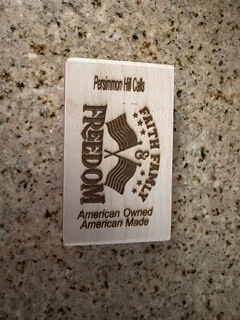 Persimmon Hill Calls
FAITH FAMILY
&
FREEDOM
American Owned
American Made